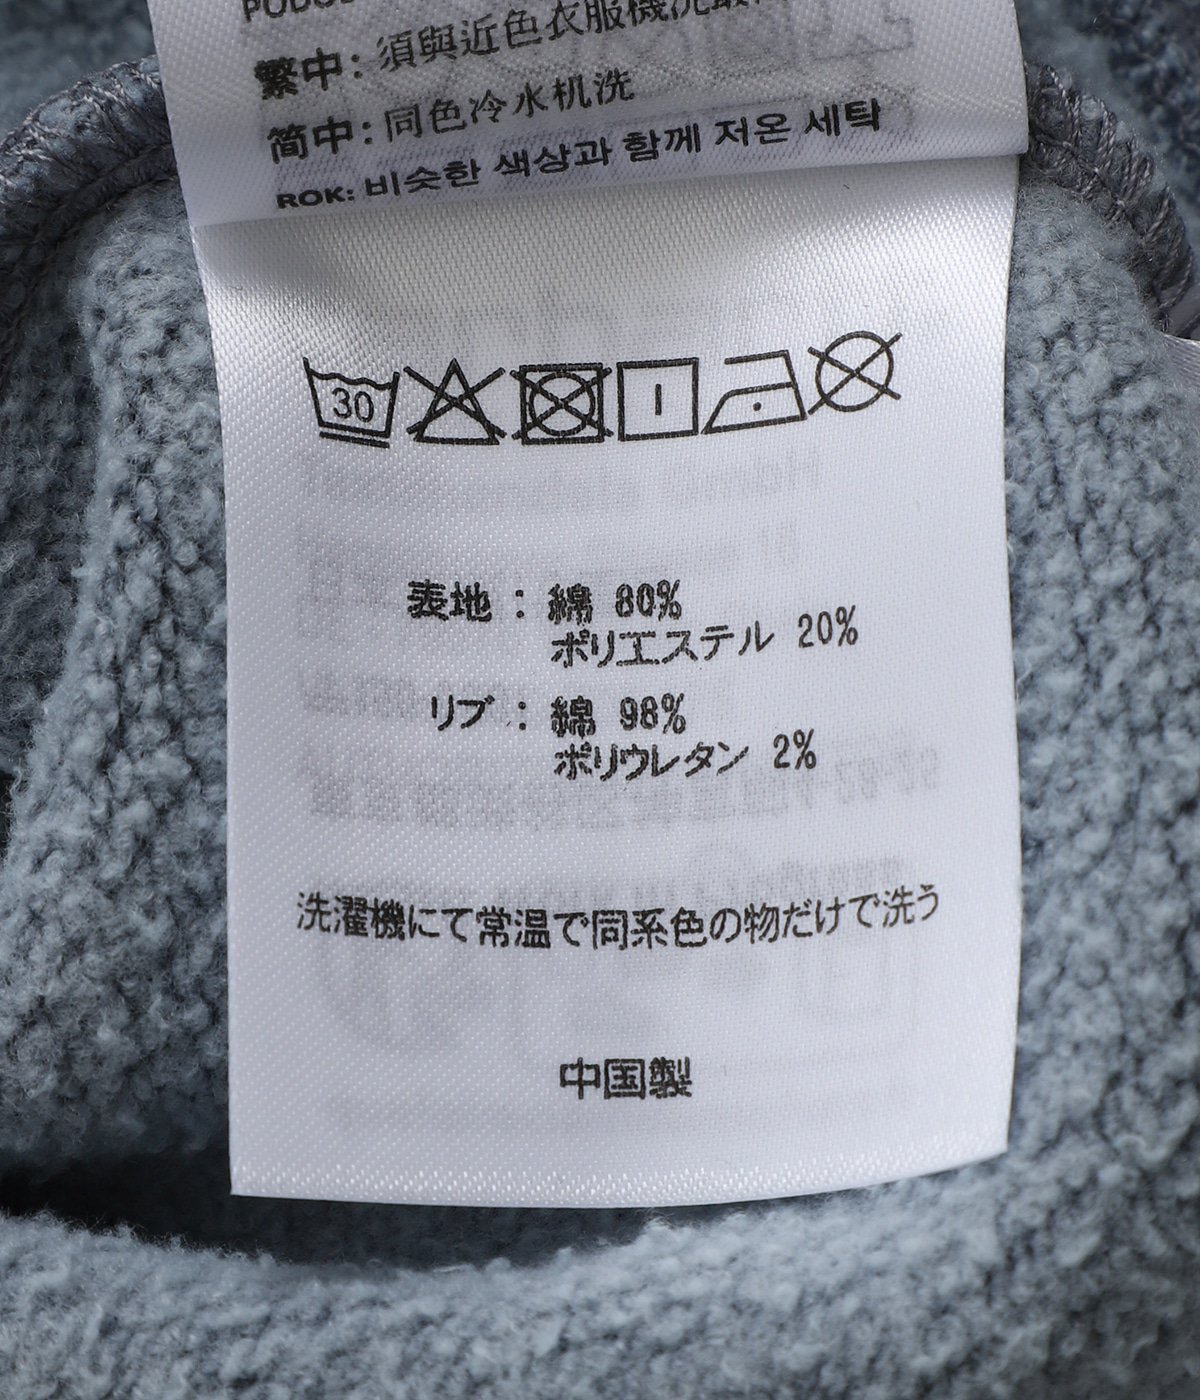 繁中: 須與近色衣服機洗
简中: 同色冷水机洗
ROK: 비슷한 색상과 함께 저온 세탁
30
表地 : 綿 80%
ポリエステル 20%
リブ : 綿 98%
ポリウレタン 2%
洗濯機にて常温で同系色の物だけで洗う
中国製